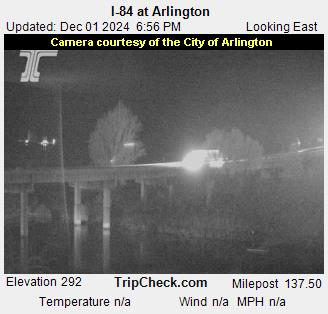 I-84 at Arlington
Updated: Dec 01 2024 6:56 PM Looking East
Camera courtesy of the City of Arlington
Elevation 292 TripCheck.com Milepost 137.50
Temperature n/a Wind n/a MPH n/a